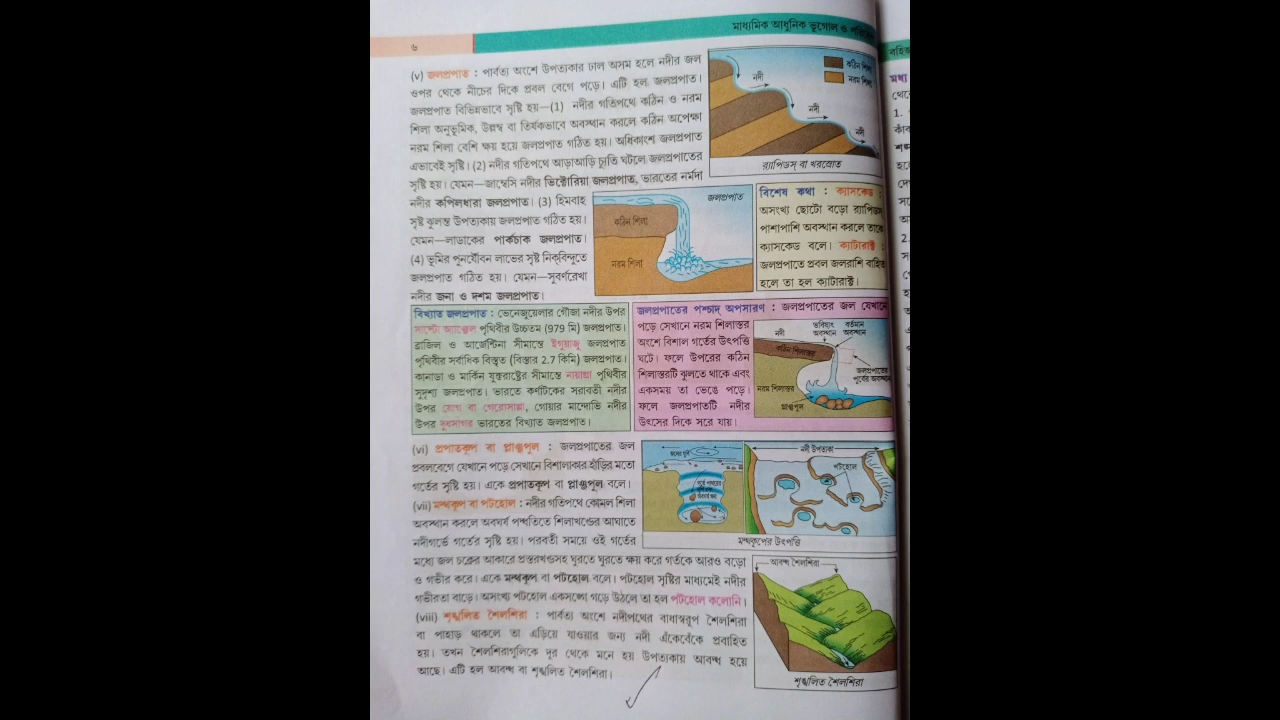 মাধ্যমিক আধুনিক ভূগোল ও
৬
(v) জলপ্রপাত : পার্বত্য অংশে উপত্যকার ঢাল অসম হলে নদীর জল
ওপর থেকে নীচের দিকে প্রবল বেগে পড়ে। এটি হল জলপ্রপাত।
জলপ্রপাত বিভিন্নভাবে সৃষ্টি হয়—(1) নদীর গতিপথে কঠিন ও নরম
শিলা অনুভূমিক, উল্লম্ব বা তির্যকভাবে অবস্থান করলে কঠিন অপেক্ষা
নরম শিলা বেশি ক্ষয় হয়ে জলপ্রপাত গঠিত হয়। অধিকাংশ জলপ্রপাত
এভাবেই সৃষ্টি। (2) নদীর গতিপথে আড়াআড়ি চ্যুতি ঘটলে জলপ্রপাতের
সৃষ্টি হয়। যেমন—জাম্বেসি নদীর ভিক্টোরিয়া জলপ্রপাত, ভারতের নর্মদা
নদীর কপিলধারা জলপ্রপাত। (3) হিমবাহ
সৃষ্ট ঝুলন্ত উপত্যকায় জলপ্রপাত গঠিত হয়।
যেমন—লাডাকের পার্কচাক জলপ্রপাত।
(4) ভূমির পুনর্যৌবন লাভের সৃষ্ট নিক্‌বিন্দুতে
জলপ্রপাত গঠিত হয়। যেমন—সুবর্ণরেখা
নদীর জনা ও দশম জলপ্রপাত।
কঠিন শিলা
নরম শিলা
নদী
নদী
নদী
র‍্যাপিডস্ বা খরস্রোত
জলপ্রপাত
কঠিন শিলা
নরম শিলা
বিশেষ কথা : ক্যাসকেড :
অসংখ্য ছোটো বড়ো র‍্যাপিডস্
পাশাপাশি অবস্থান করলে তাকে
ক্যাসকেড বলে। ক্যাটারাক্ট :
জলপ্রপাতে প্রবল জলরাশি বাহিত
হলে তা হল ক্যাটারাক্ট।
বিখ্যাত জলপ্রপাত : ভেনেজুয়েলার গৌজা নদীর উপর
সাল্টো অ্যাঞ্জেল পৃথিবীর উচ্চতম (979 মি) জলপ্রপাত।
ব্রাজিল ও আর্জেন্টিনা সীমান্তে ইগুয়াজু জলপ্রপাত
পৃথিবীর সর্বাধিক বিস্তৃত (বিস্তার 2.7 কিমি) জলপ্রপাত।
কানাডা ও মার্কিন যুক্তরাষ্ট্রের সীমান্তে নায়াগ্রা পৃথিবীর
সুদৃশ্য জলপ্রপাত। ভারতে কর্ণাটকের সরাবতী নদীর
উপর যোগ বা গেরোসাপ্পা, গোয়ার মান্দোভি নদীর
উপর দুধসাগর ভারতের বিখ্যাত জলপ্রপাত।
জলপ্রপাতের পশ্চাদ্ অপসারণ : জলপ্রপাতের জল যেখানে
পড়ে সেখানে নরম শিলাস্তর
অংশে বিশাল গর্তের উৎপত্তি
ঘটে। ফলে উপরের কঠিন
শিলাস্তরটি ঝুলতে থাকে এবং
একসময় তা ভেঙে পড়ে।
ফলে জলপ্রপাতটি নদীর
উৎসের দিকে সরে যায়।
নদী
ভবিষ্যৎ অবস্থান
বর্তমান অবস্থান
কঠিন শিলাস্তর
জলপ্রপাতের পূর্বের অবস্থান
নরম শিলাস্তর
প্লাঞ্জপুল
(vi) প্রপাতকূপ বা প্লাঞ্জপুল : জলপ্রপাতের জল
প্রবলবেগে যেখানে পড়ে সেখানে বিশালাকার হাঁড়ির মতো
গর্তের সৃষ্টি হয়। একে প্রপাতকূপ বা প্লাঞ্জপুল বলে।
(vii) মন্থকূপ বা পটহোল : নদীর গতিপথে কোমল শিলা
অবস্থান করলে অবঘর্ষ পদ্ধতিতে শিলাখণ্ডের আঘাতে
নদীগর্ভে গর্তের সৃষ্টি হয়। পরবর্তী সময়ে ওই গর্তের
মধ্যে জল চক্রের আকারে প্রস্তরখণ্ডসহ ঘুরতে ঘুরতে ক্ষয় করে গর্তকে আরও বড়ো
ও গভীর করে। একে মন্থকূপ বা পটহোল বলে। পটহোল সৃষ্টির মাধ্যমেই নদীর
গভীরতা বাড়ে। অসংখ্য পটহোল একসঙ্গে গড়ে উঠলে তা হল পটহোল কলোনি।
নদী উপত্যকা
পটহোল
মন্থকূপের উৎপত্তি
(viii) শৃঙ্খলিত শৈলশিরা : পার্বত্য অংশে নদীপথের বাধাস্বরূপ শৈলশিরা
বা পাহাড় থাকলে তা এড়িয়ে যাওয়ার জন্য নদী এঁকেবেঁকে প্রবাহিত
হয়। তখন শৈলশিরাগুলিকে দূর থেকে মনে হয় উপত্যকায় আবদ্ধ হয়ে
আছে। এটি হল আবদ্ধ বা শৃঙ্খলিত শৈলশিরা।
আবদ্ধ শৈলশিরা
শৃঙ্খলিত শৈলশিরা